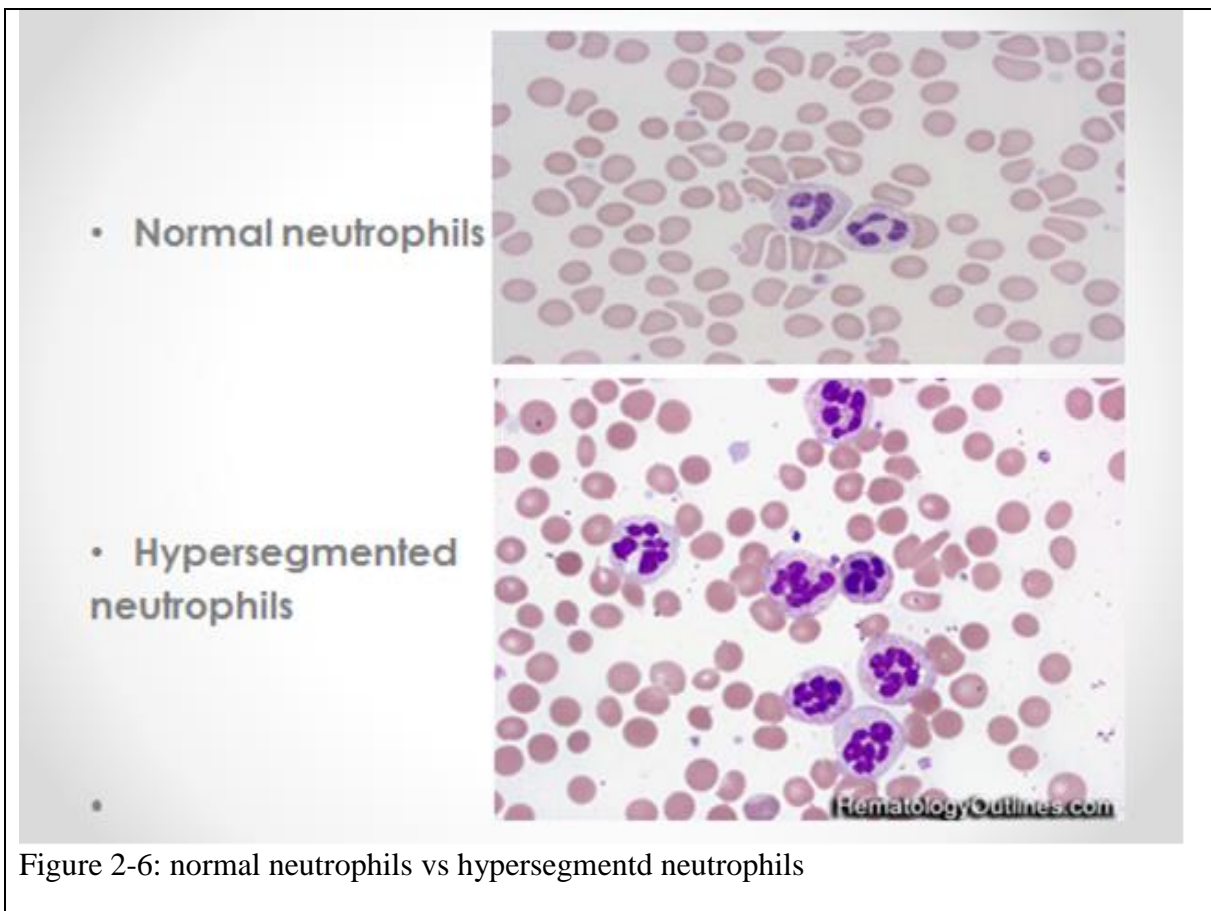 • Normal neutrophils
• Hypersegmented
neutrophils
•
HematologyOutlines.com
Figure 2-6: normal neutrophils vs hypersegmentd neutrophils